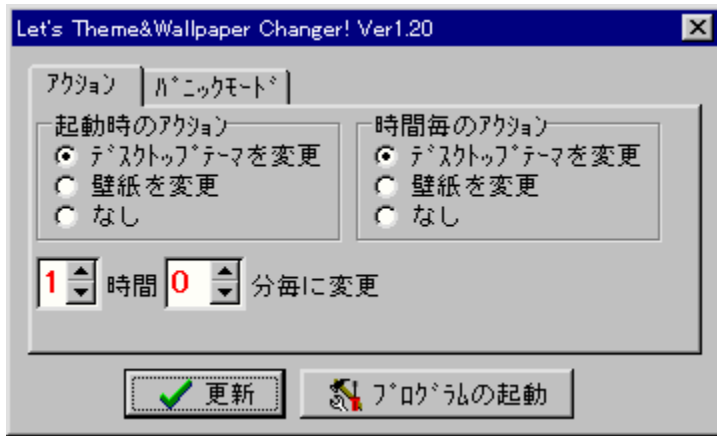 Let's Theme&Wallpaper Changer! Ver1.20
ｱｸｼｮﾝ ﾊﾟﾆｯｸﾓｰﾄﾞ
起動時のｱｸｼｮﾝ 時間毎のｱｸｼｮﾝ
ﾃﾞｽｸﾄｯﾌﾟﾃｰﾏを変更 ﾃﾞｽｸﾄｯﾌﾟﾃｰﾏを変更
壁紙を変更 壁紙を変更
なし なし
1 時間 0 分毎に変更
更新 ﾌﾟﾛｸﾞﾗﾑの起動